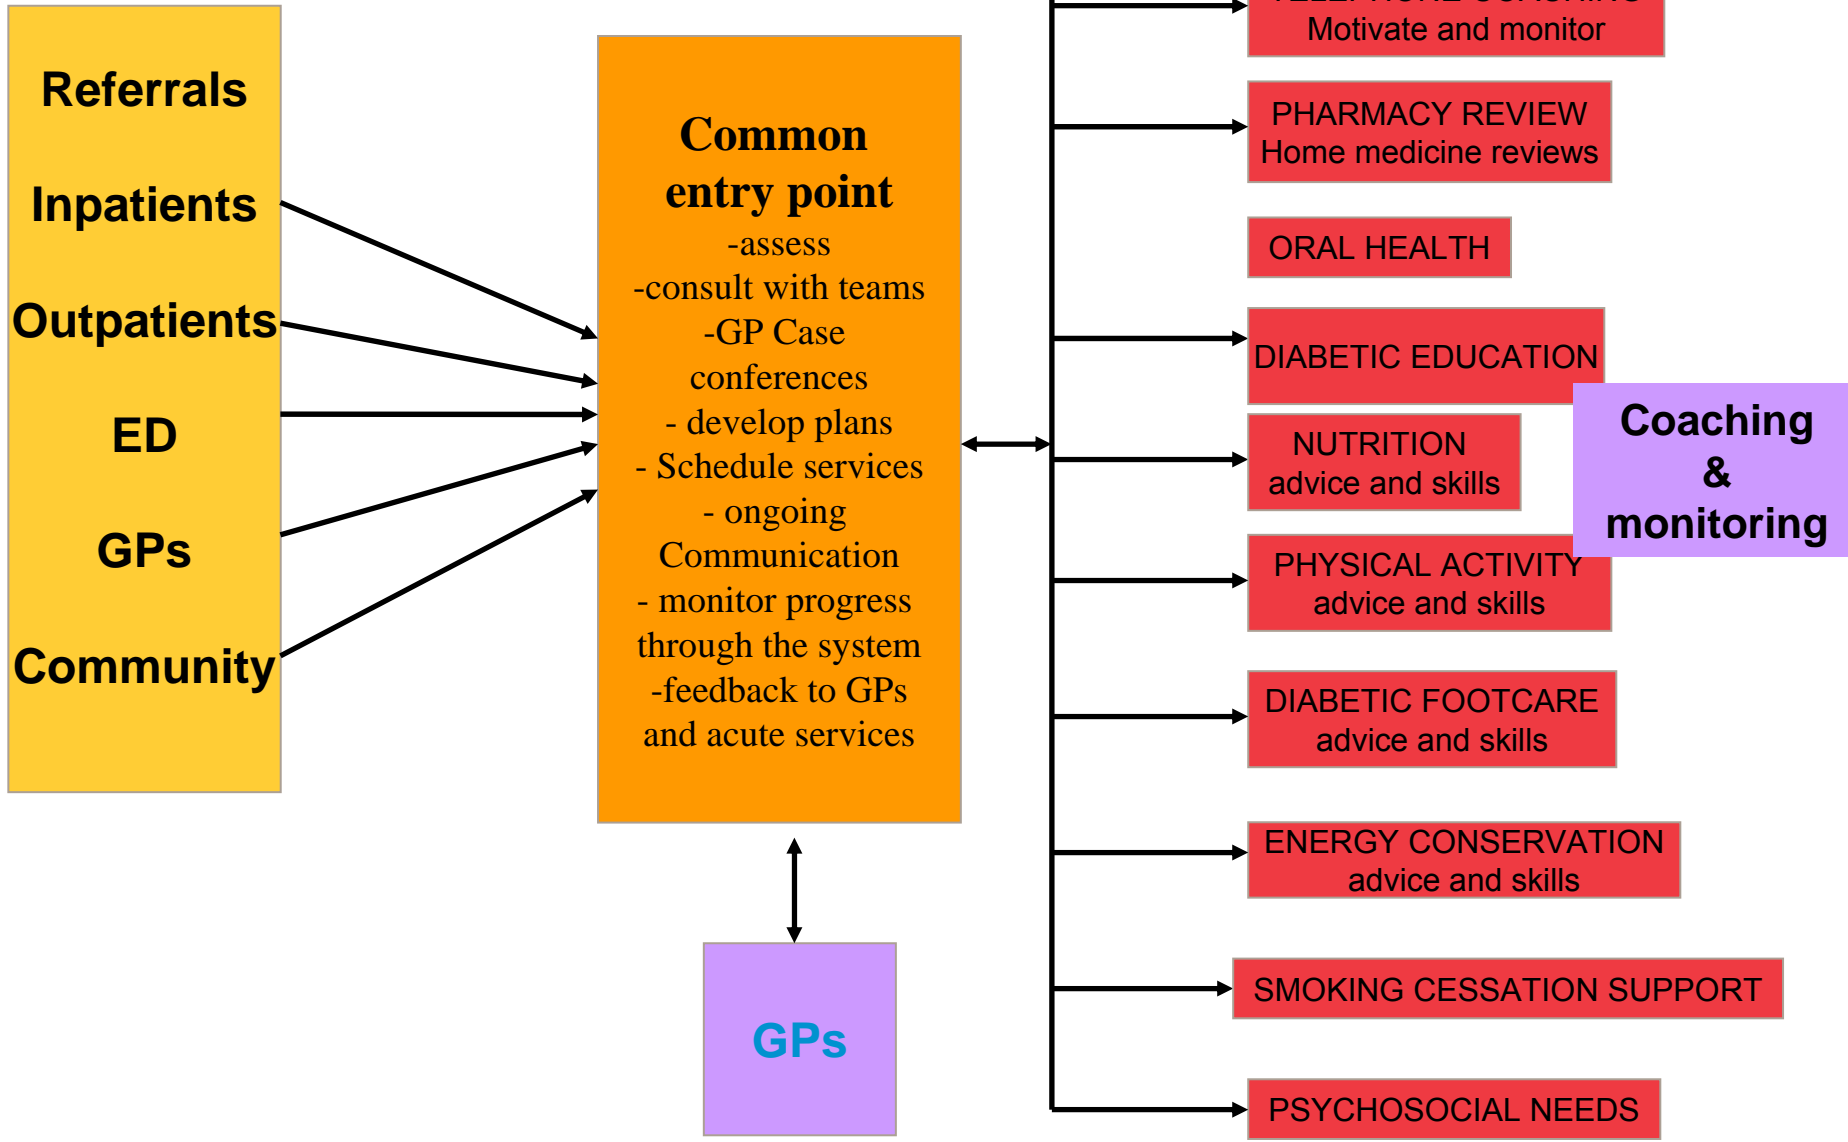 Referrals
Inpatients
Outpatients
ED
GPs
Community
Common
entry point
-assess
-consult with teams
-GP Case
conferences
- develop plans
- Schedule services
- ongoing
Communication
- monitor progress
through the system
-feedback to GPs
and acute services
GPs
TELEPHONE COACHING
Motivate and monitor
PHARMACY REVIEW
Home medicine reviews
ORAL HEALTH
DIABETIC EDUCATION
NUTRITION
advice and skills
PHYSICAL ACTIVITY
advice and skills
DIABETIC FOOTCARE
advice and skills
ENERGY CONSERVATION
advice and skills
SMOKING CESSATION SUPPORT
PSYCHOSOCIAL NEEDS
Coaching
&
monitoring